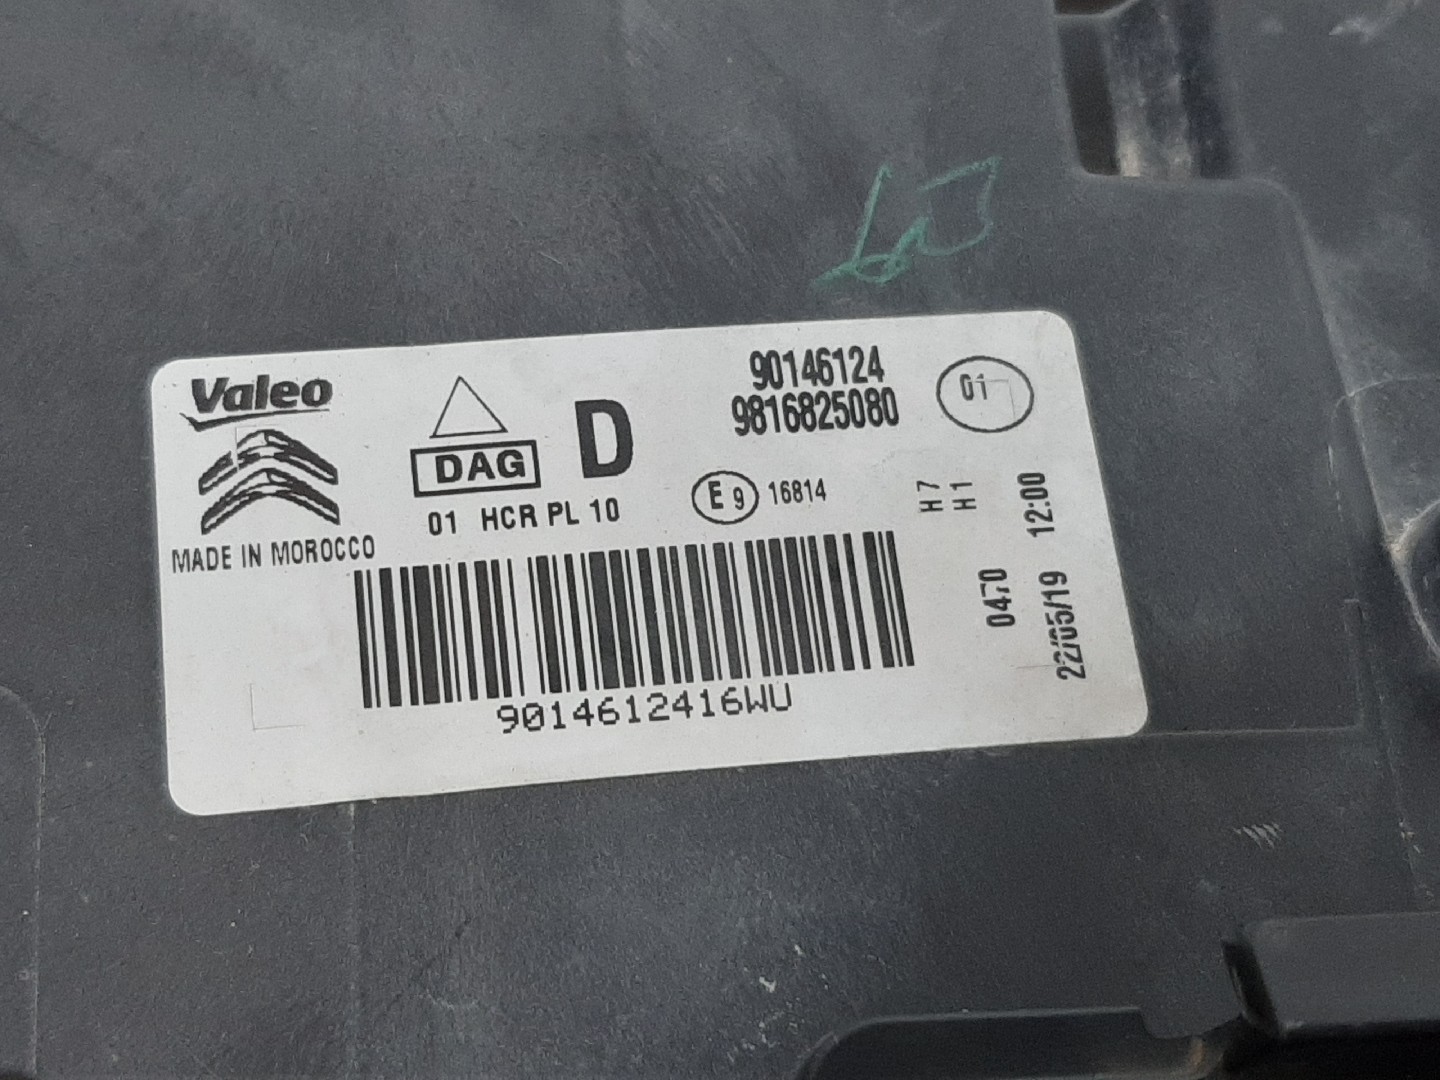 Valeo
DAG
D
90146124
9816825080
01
01 HCR PL 10
E9 16814
H7
H1
12:00
MADE IN MOROCCO
0470
22/05/19
9014612416WU